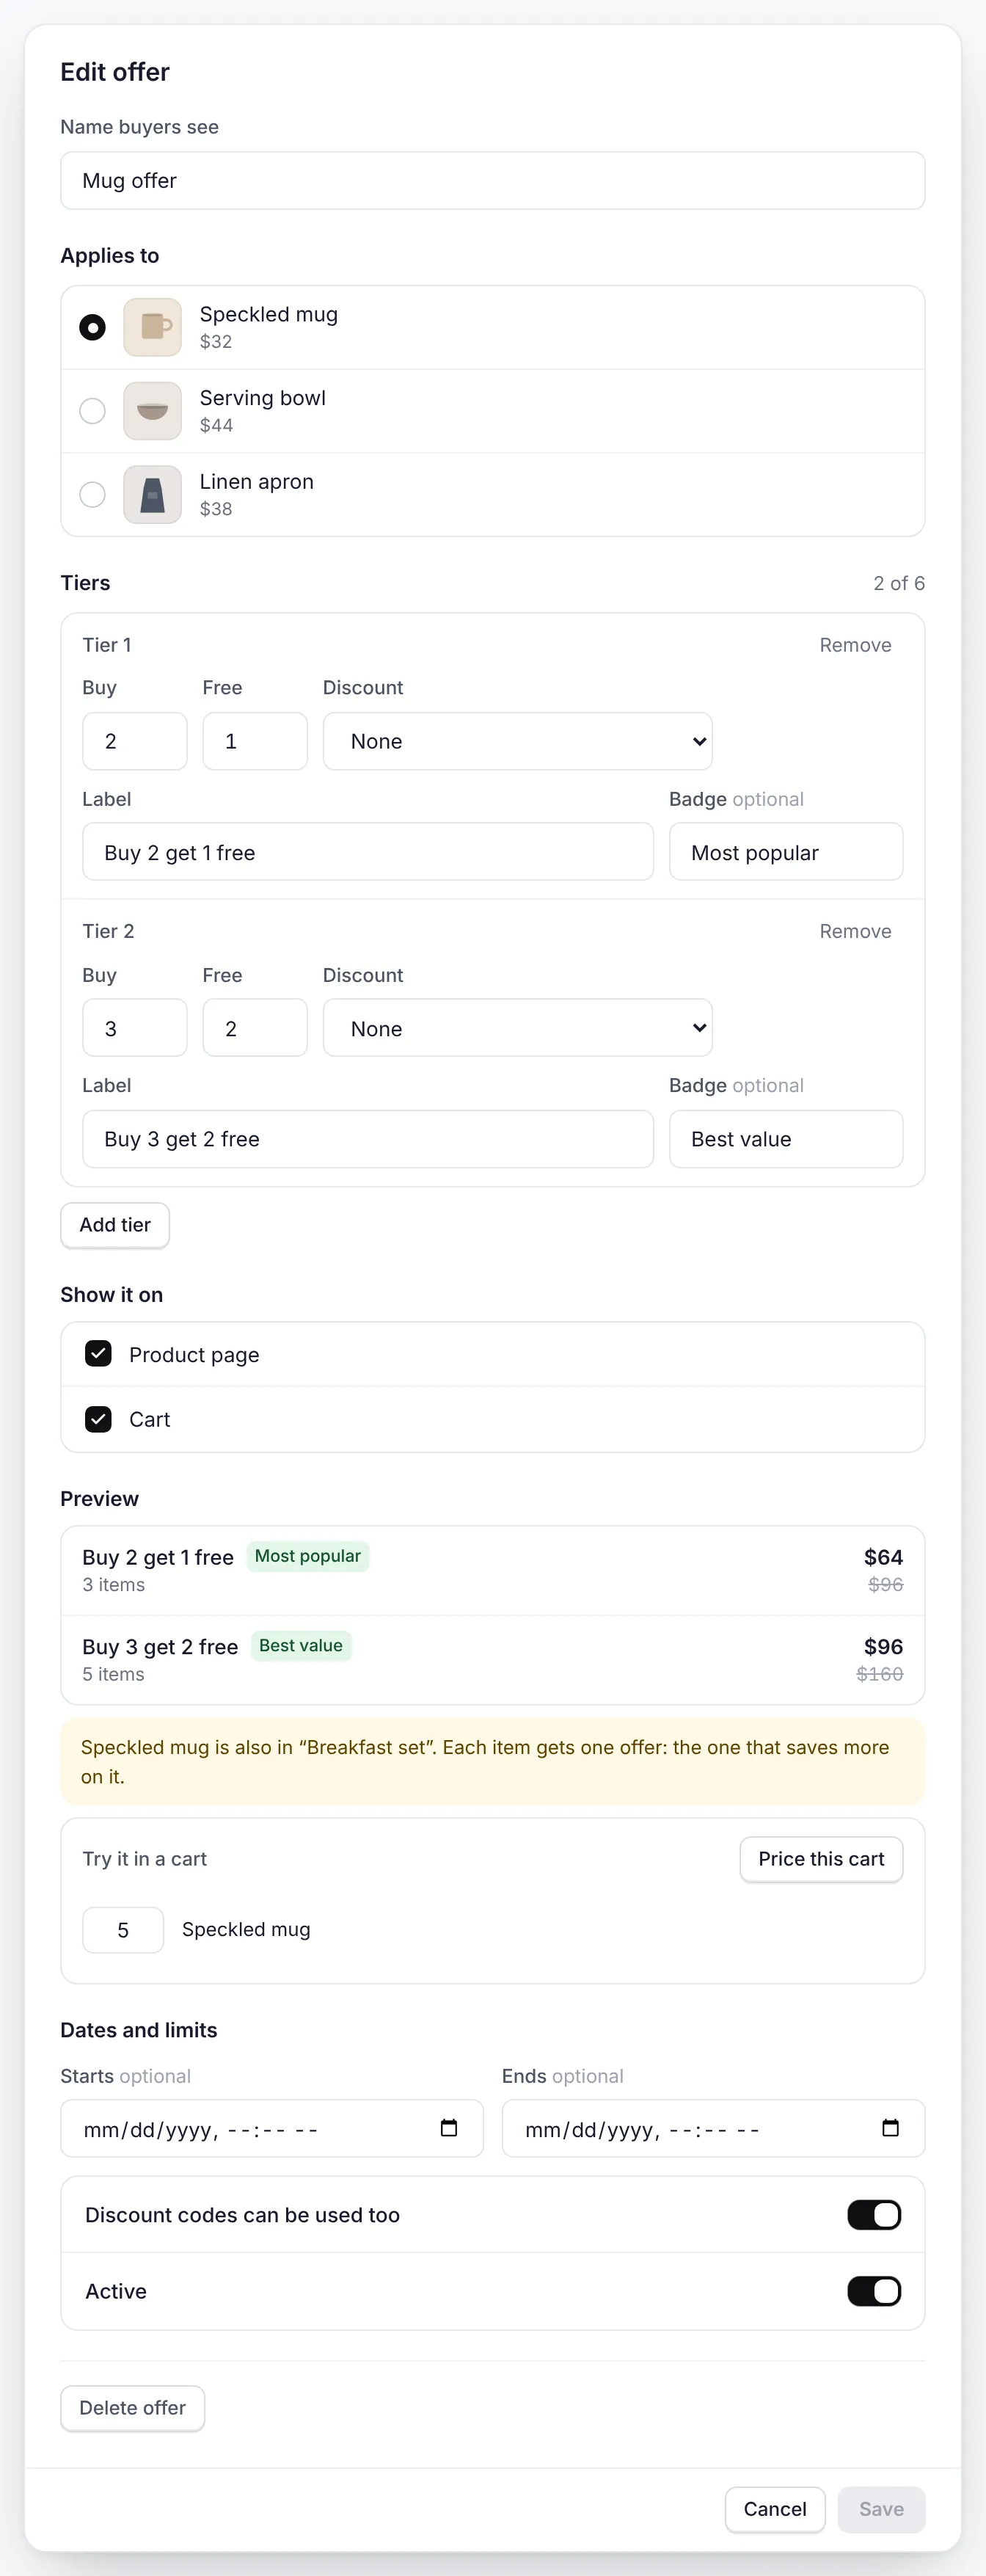 Edit offer
Name buyers see
Mug offer
Applies to
Speckled mug
$32
Serving bowl
$44
Linen apron
$38
Tiers 2 of 6
Tier 1 Remove
Buy Free Discount
2 1 None
Label Badge optional
Buy 2 get 1 free Most popular
Tier 2 Remove
Buy Free Discount
3 2 None
Label Badge optional
Buy 3 get 2 free Best value
Add tier
Show it on
Product page
Cart
Preview
Buy 2 get 1 free Most popular $64
3 items $96
Buy 3 get 2 free Best value $96
5 items $160
Speckled mug is also in “Breakfast set”. Each item gets one offer: the one that saves more
on it.
Try it in a cart Price this cart
5 Speckled mug
Dates and limits
Starts optional Ends optional
mm/dd/yyyy, --:-- -- mm/dd/yyyy, --:-- --
Discount codes can be used too
Active
Delete offer
Cancel Save